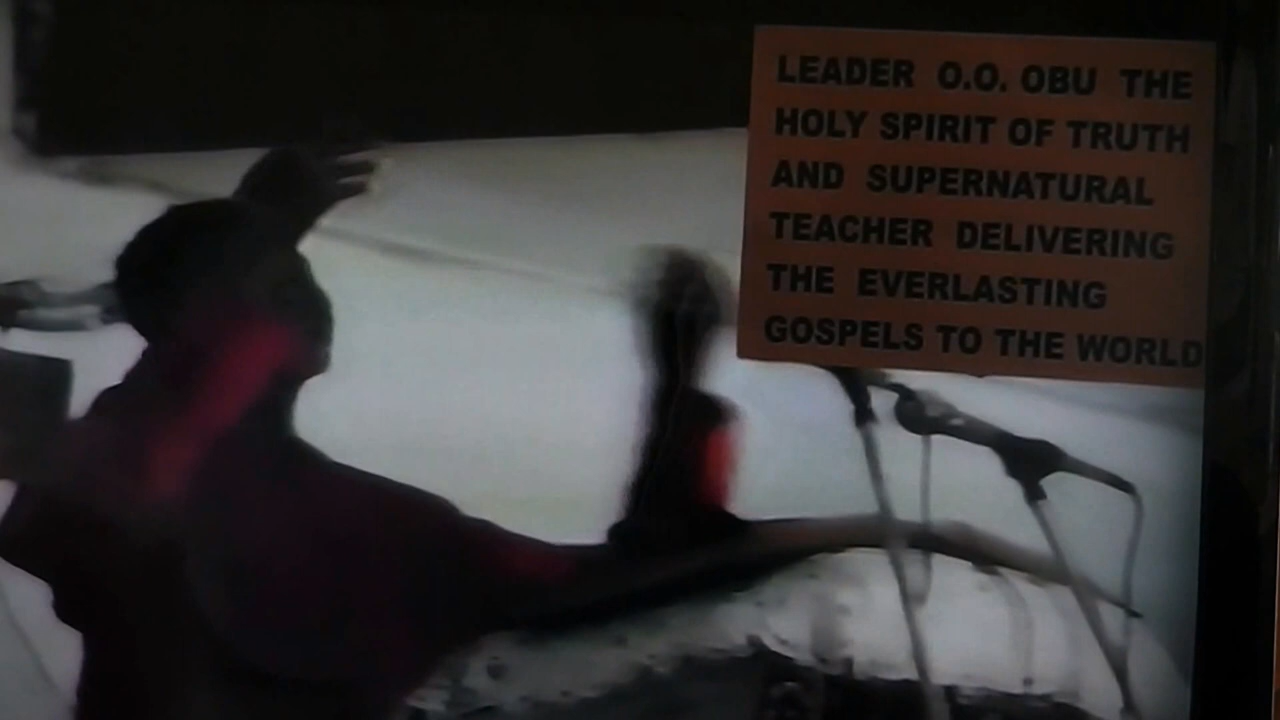 LEADER O.O. OBU THE
HOLY SPIRIT OF TRUTH
AND SUPERNATURAL
TEACHER DELIVERING
THE EVERLASTING
GOSPELS TO THE WORLD